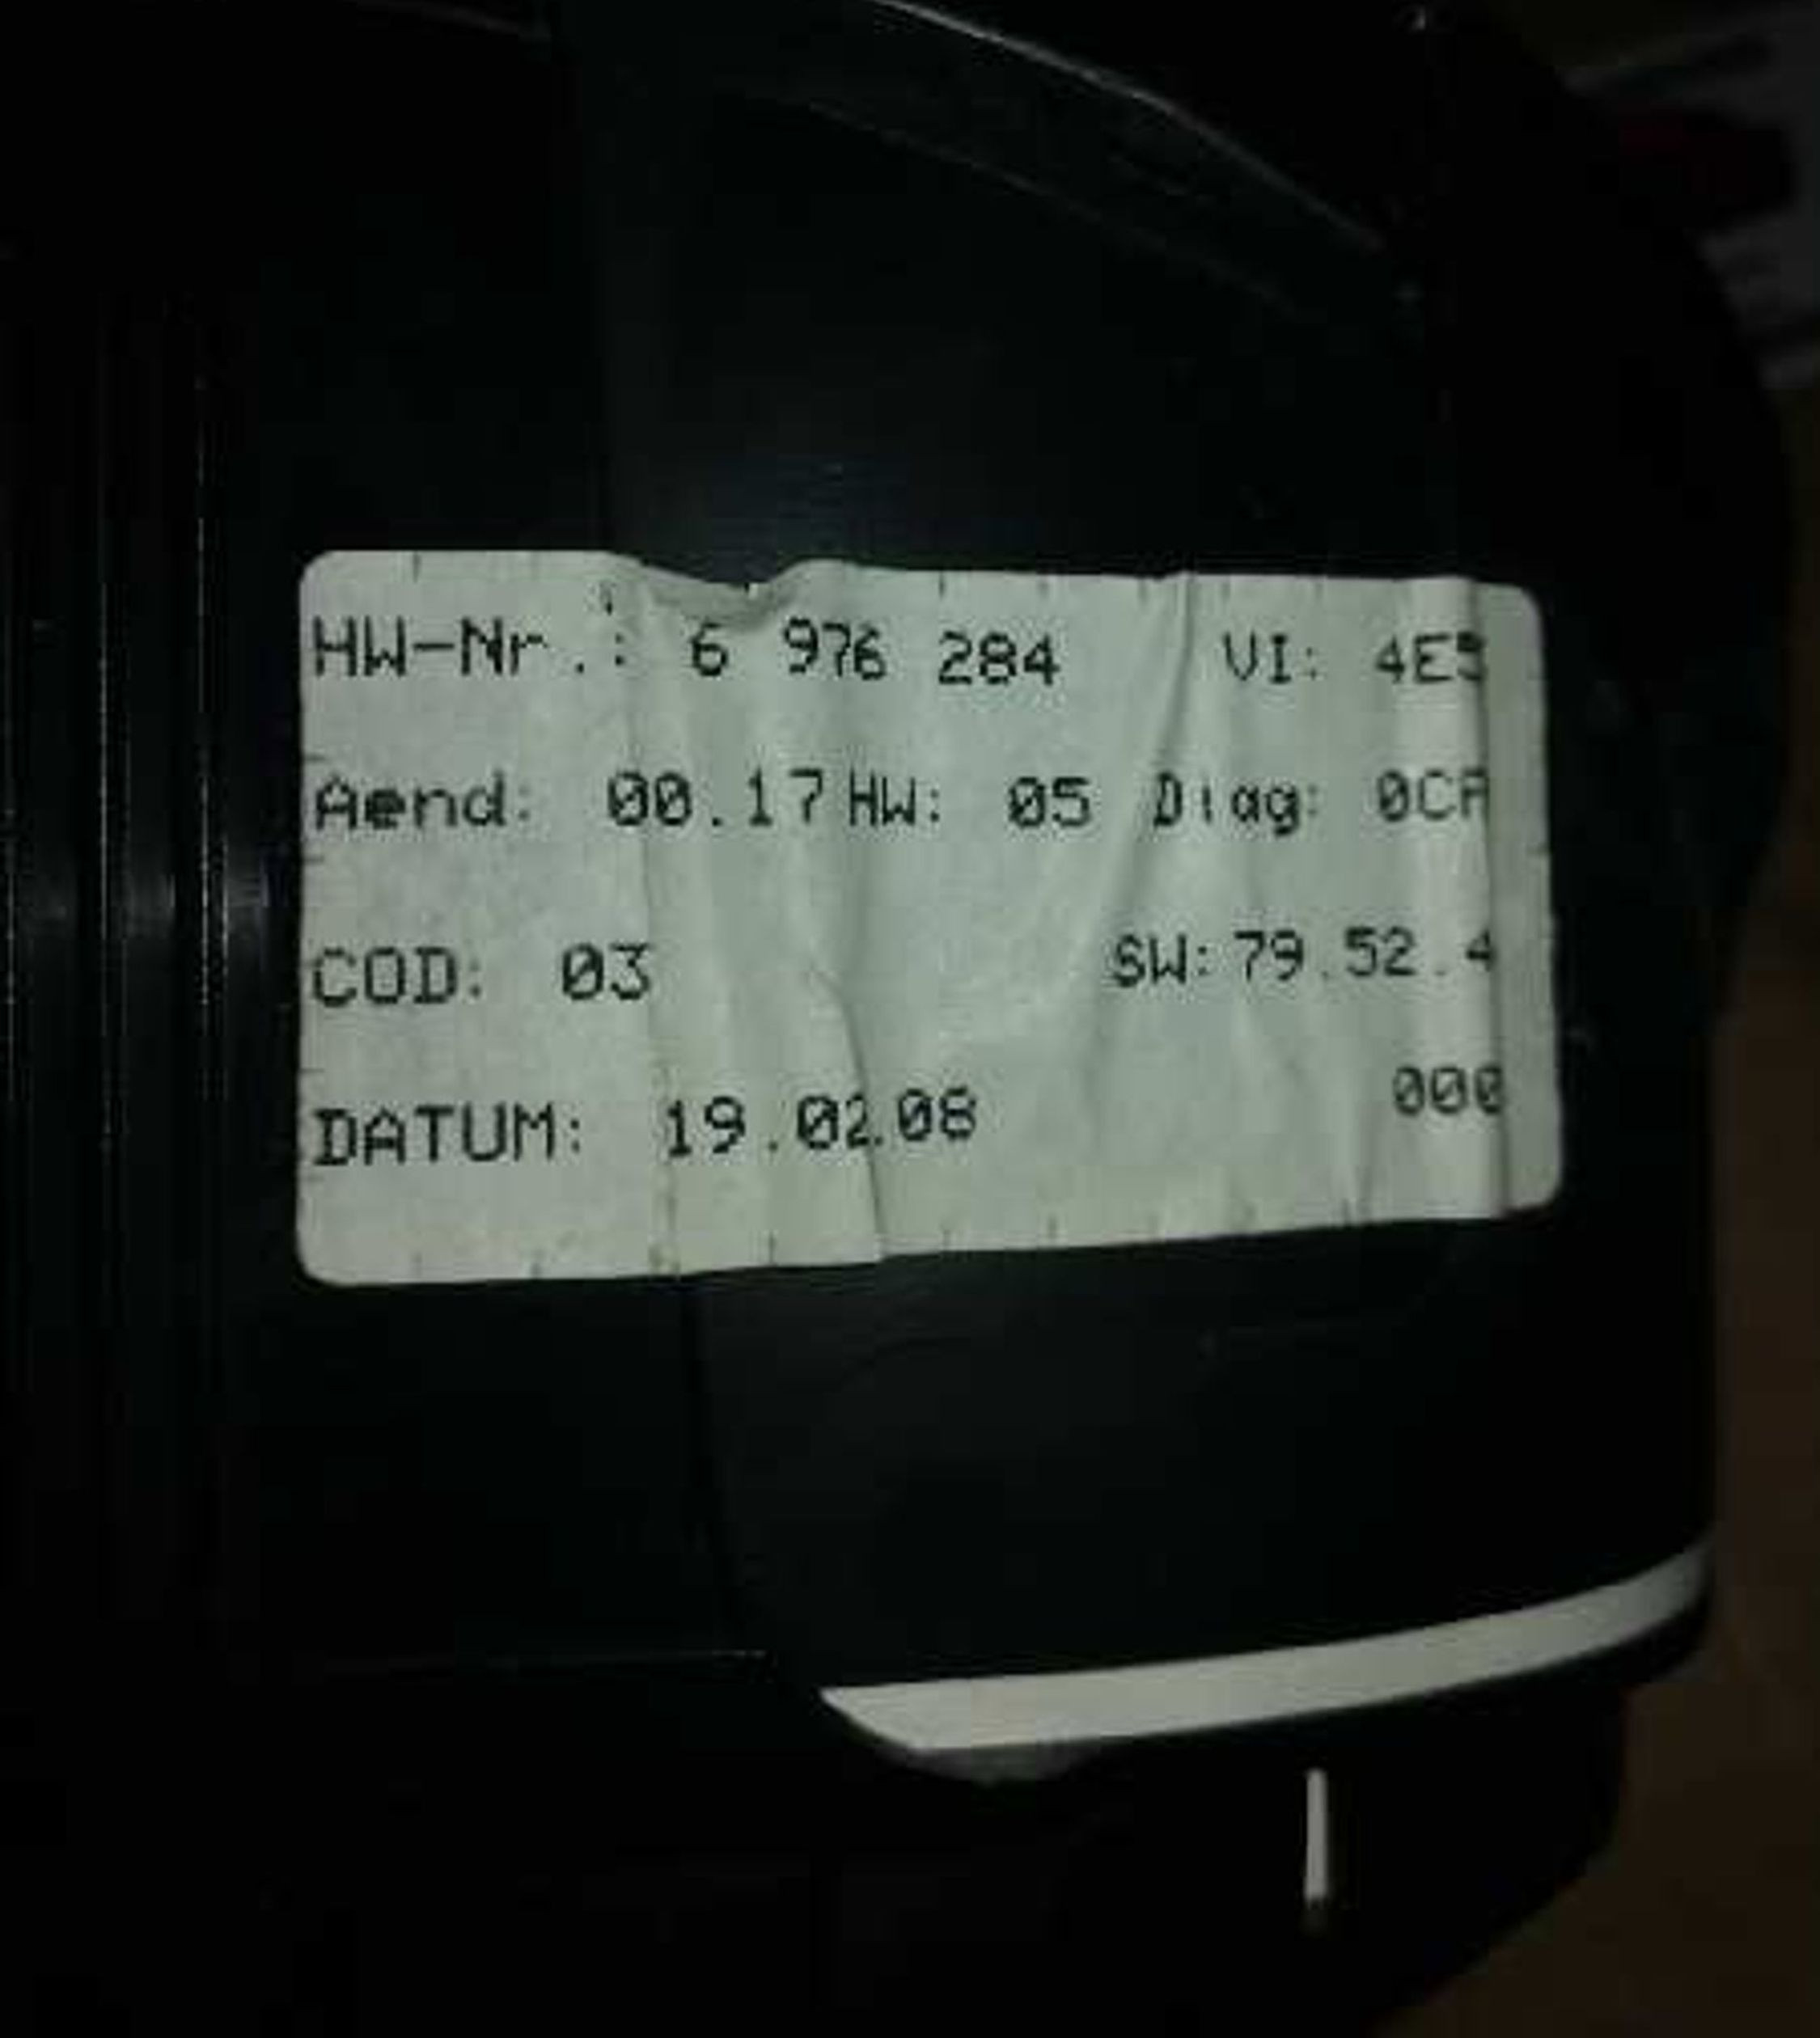 HW-Nr.: 6 976 284 VI: 4E5
Aend: 00.17 HW: 05 Diag:
COD: 03 SW: 79.52.4
DATUM: 19.02.08 000